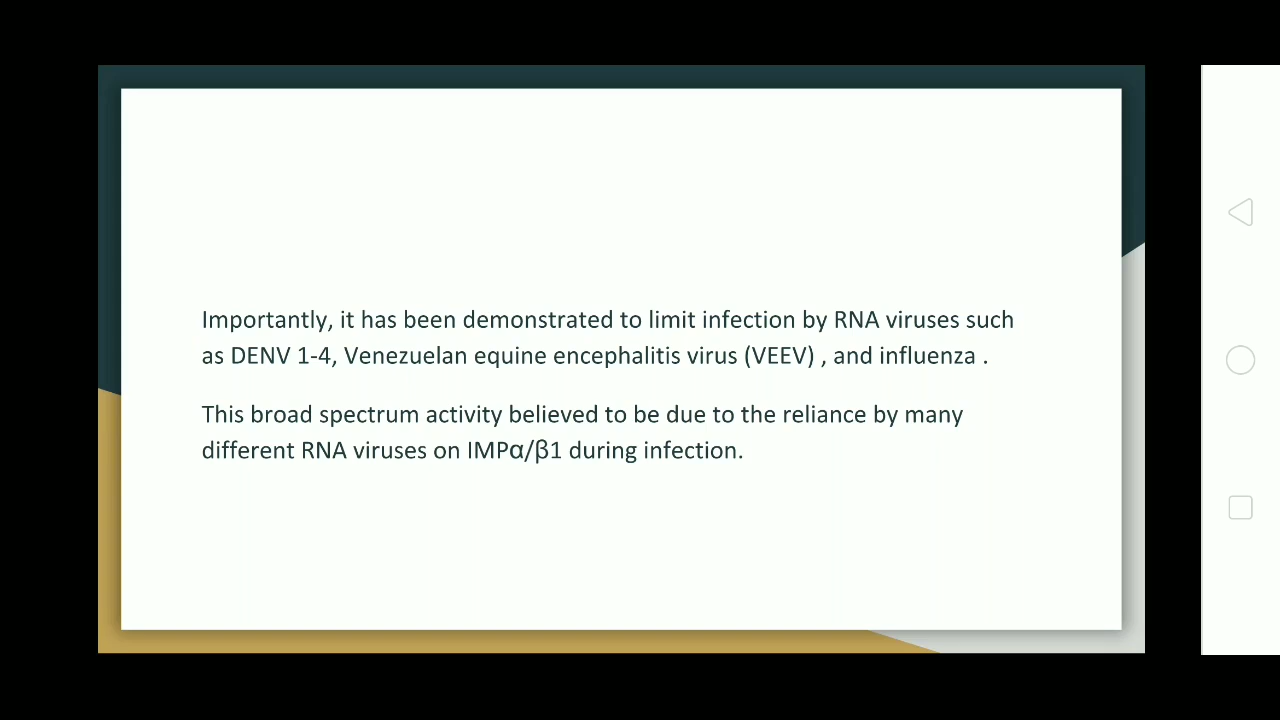 Importantly, it has been demonstrated to limit infection by RNA viruses such
as DENV 1-4, Venezuelan equine encephalitis virus (VEEV) , and influenza .
This broad spectrum activity believed to be due to the reliance by many
different RNA viruses on IMPα/β1 during infection.